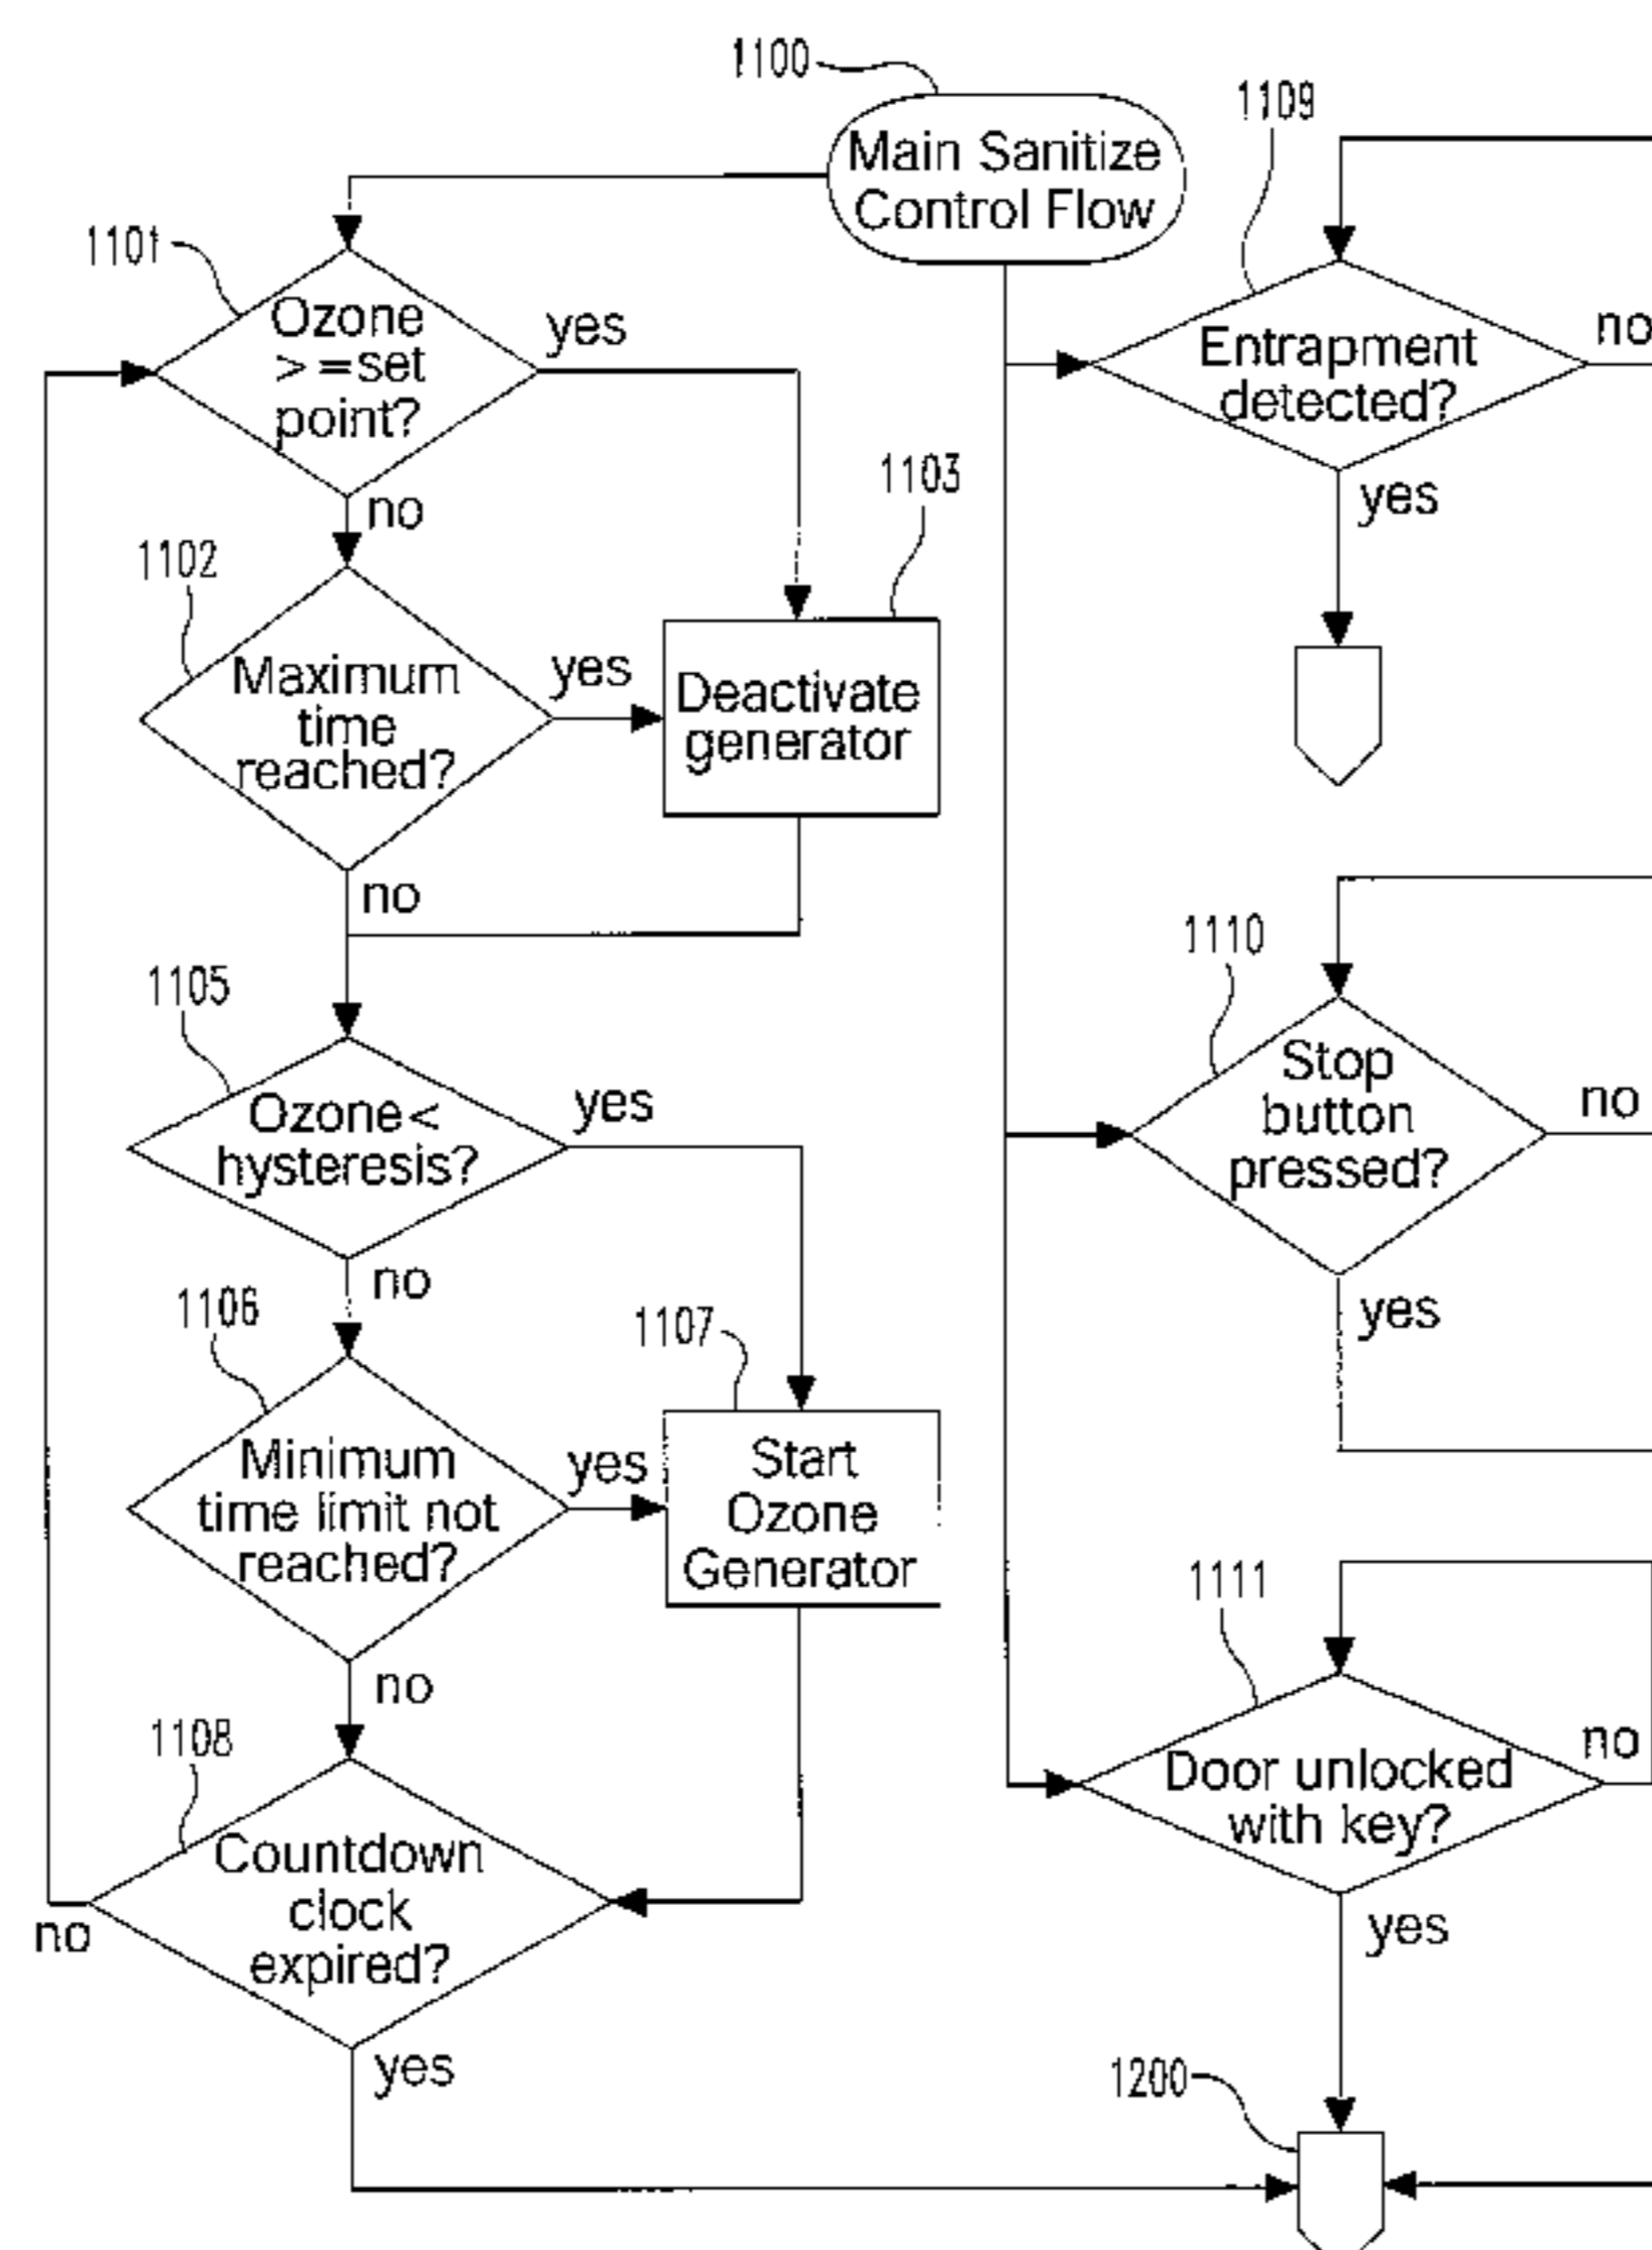 1100
Main Sanitize
Control Flow
1101
Ozone
>=set
point?
yes
no
1102
Maximum
time
reached?
yes
no
1103
Deactivate
generator
1105
Ozone<
hysteresis?
yes
no
1106
Minimum
time limit not
reached?
yes
no
1107
Start
Ozone
Generator
1108
Countdown
clock
expired?
no
yes
1109
Entrapment
detected?
no
yes
1110
Stop
button
pressed?
no
yes
1111
Door unlocked
with key?
no
yes
1200